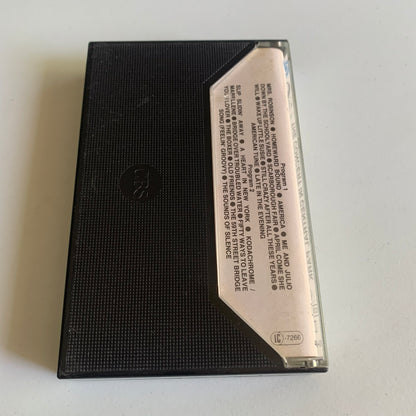 Program 1
MRS. ROBINSON ● HOMEWARD BOUND ● AMERICA ● ME AND JULIO
DOWN BY THE SCHOOLYARD ● SCARBOROUGH FAIR ● APRIL COME SHE
WILL ● WAKE UP LITTLE SUSIE ● STILL CRAZY AFTER ALL THESE YEARS ●
AMERICAN TUNE ● LATE IN THE EVENING
Program 2
SLIP SLIDIN' AWAY ● A HEART IN NEW YORK ● KODACHROME /
MABELLENE ● BRIDGE OVER TROUBLED WATER ● FIFTY WAYS TO LEAVE
YOUR LOVER ● THE BOXER ● OLD FRIENDS ● THE 59TH STREET BRIDGE
SONG (FEELIN' GROOVY) ● THE SOUNDS OF SILENCE
-7266